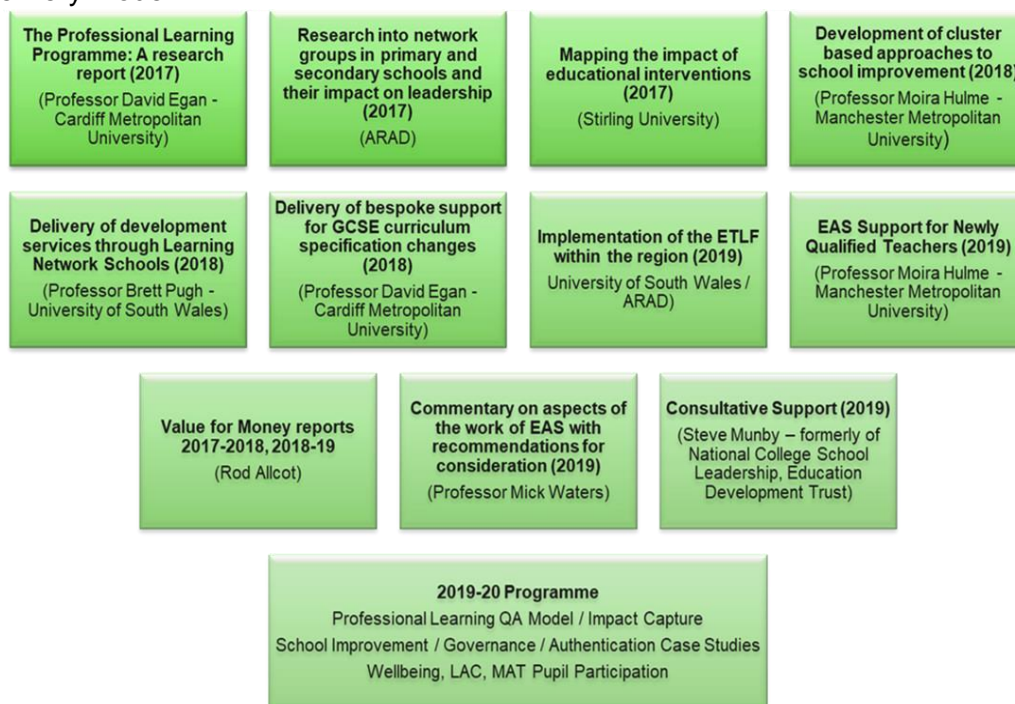 The Professional Learning
Programme: A research
report (2017)
(Professor David Egan -
Cardiff Metropolitan
University)
Research into network
groups in primary and
secondary schools and
their impact on leadership
(2017)
(ARAD)
Mapping the impact of
educational interventions
(2017)
(Stirling University)
Development of cluster
based approaches to
school improvement (2018)
(Professor Moira Hulme -
Manchester Metropolitan
University)
Delivery of development
services through Learning
Network Schools (2018)
(Professor Brett Pugh -
University of South Wales)
Delivery of bespoke support
for GCSE curriculum
specification changes
(2018)
(Professor David Egan -
Cardiff Metropolitan
University)
Implementation of the ETLF
within the region (2019)
University of South Wales /
ARAD)
EAS Support for Newly
Qualified Teachers (2019)
(Professor Moira Hulme -
Manchester Metropolitan
University)
Value for Money reports
2017-2018, 2018-19
(Rod Allcot)
Commentary on aspects of
the work of EAS with
recommendations for
consideration (2019)
(Professor Mick Waters)
Consultative Support (2019)
(Steve Munby – formerly of
National College School
Leadership, Education
Development Trust)
2019-20 Programme
Professional Learning QA Model / Impact Capture
School Improvement / Governance / Authentication Case Studies
Wellbeing, LAC, MAT Pupil Participation